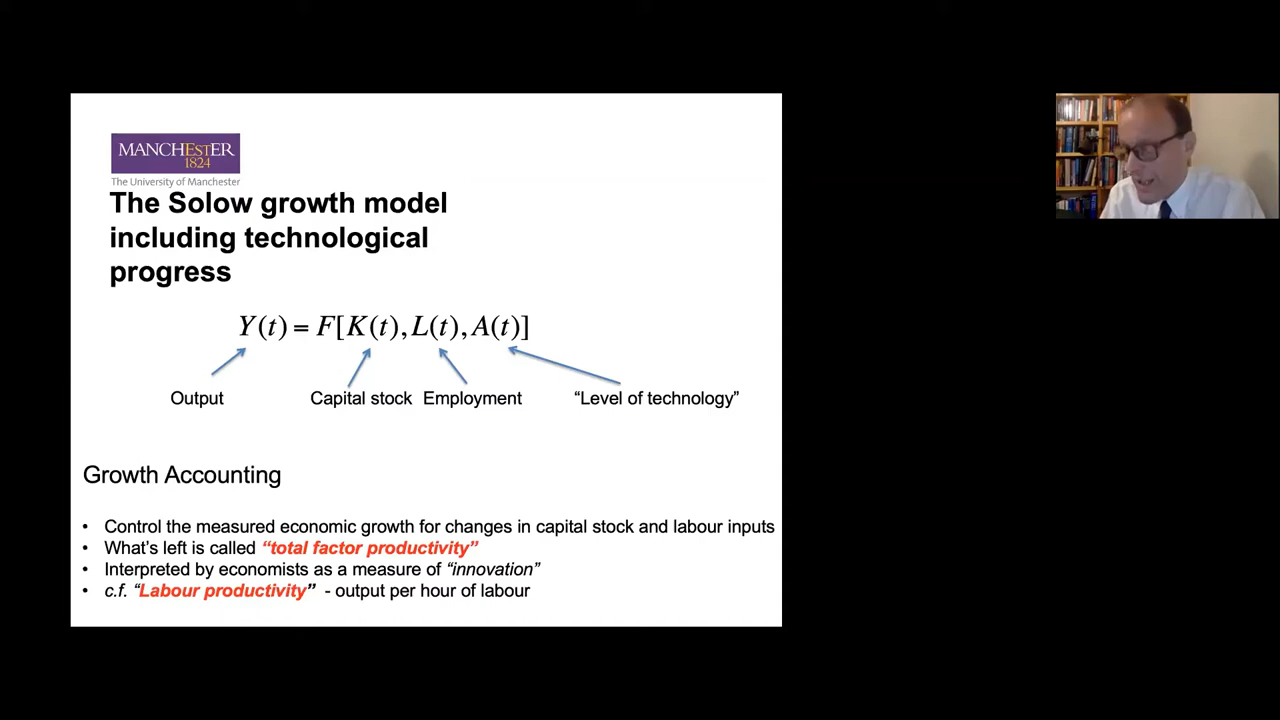 MANCHESTER
1824
The University of Manchester
The Solow growth model
including technological
progress
Y(t) = F[K(t), L(t), A(t)]
Output
Capital stock
Employment
“Level of technology”
Growth Accounting
• Control the measured economic growth for changes in capital stock and labour inputs
• What’s left is called “total factor productivity”
• Interpreted by economists as a measure of “innovation”
• c.f. “Labour productivity” - output per hour of labour